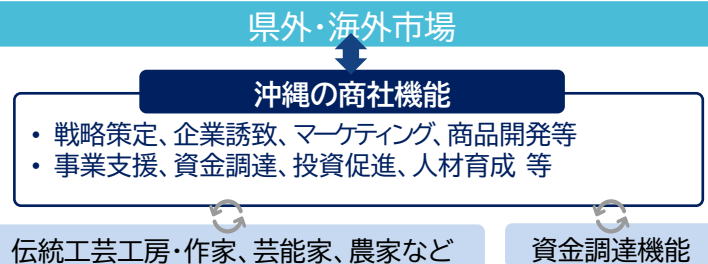 県外・海外市場
沖縄の商社機能
• 戦略策定、企業誘致、マーケティング、商品開発等
• 事業支援、資金調達、投資促進、人材育成 等
伝統工芸工房・作家、芸能家、農家など
資金調達機能